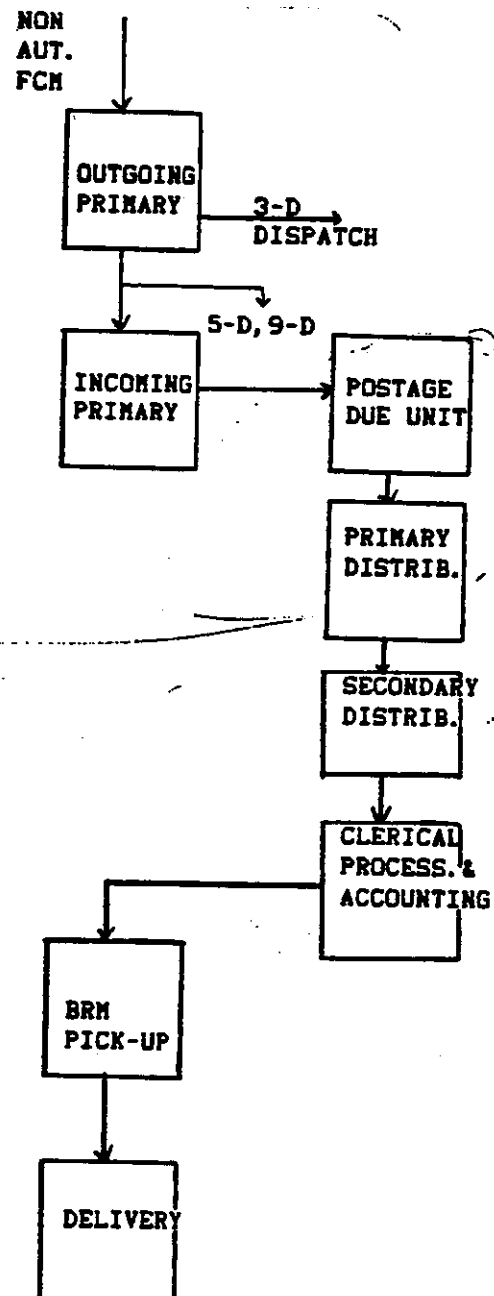 NON
AUT.
FCM
OUTGOING
PRIMARY
3-D
DISPATCH
5-D, 9-D
INCOMING
PRIMARY
POSTAGE
DUE UNIT
PRIMARY
DISTRIB.
SECONDARY
DISTRIB.
CLERICAL
PROCESS.&
ACCOUNTING
BRM
PICK-UP
DELIVERY